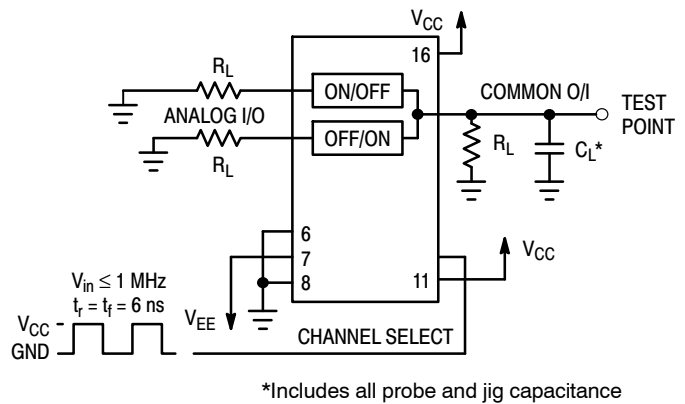 VCC
16
RL
ON/OFF
COMMON O/I
TEST
POINT
ANALOG I/O
OFF/ON
RL
RL
CL*
6
7
8
11
VCC
Vin ≤ 1 MHz
tr = tf = 6 ns
VEE
VCC
GND
CHANNEL SELECT
*Includes all probe and jig capacitance